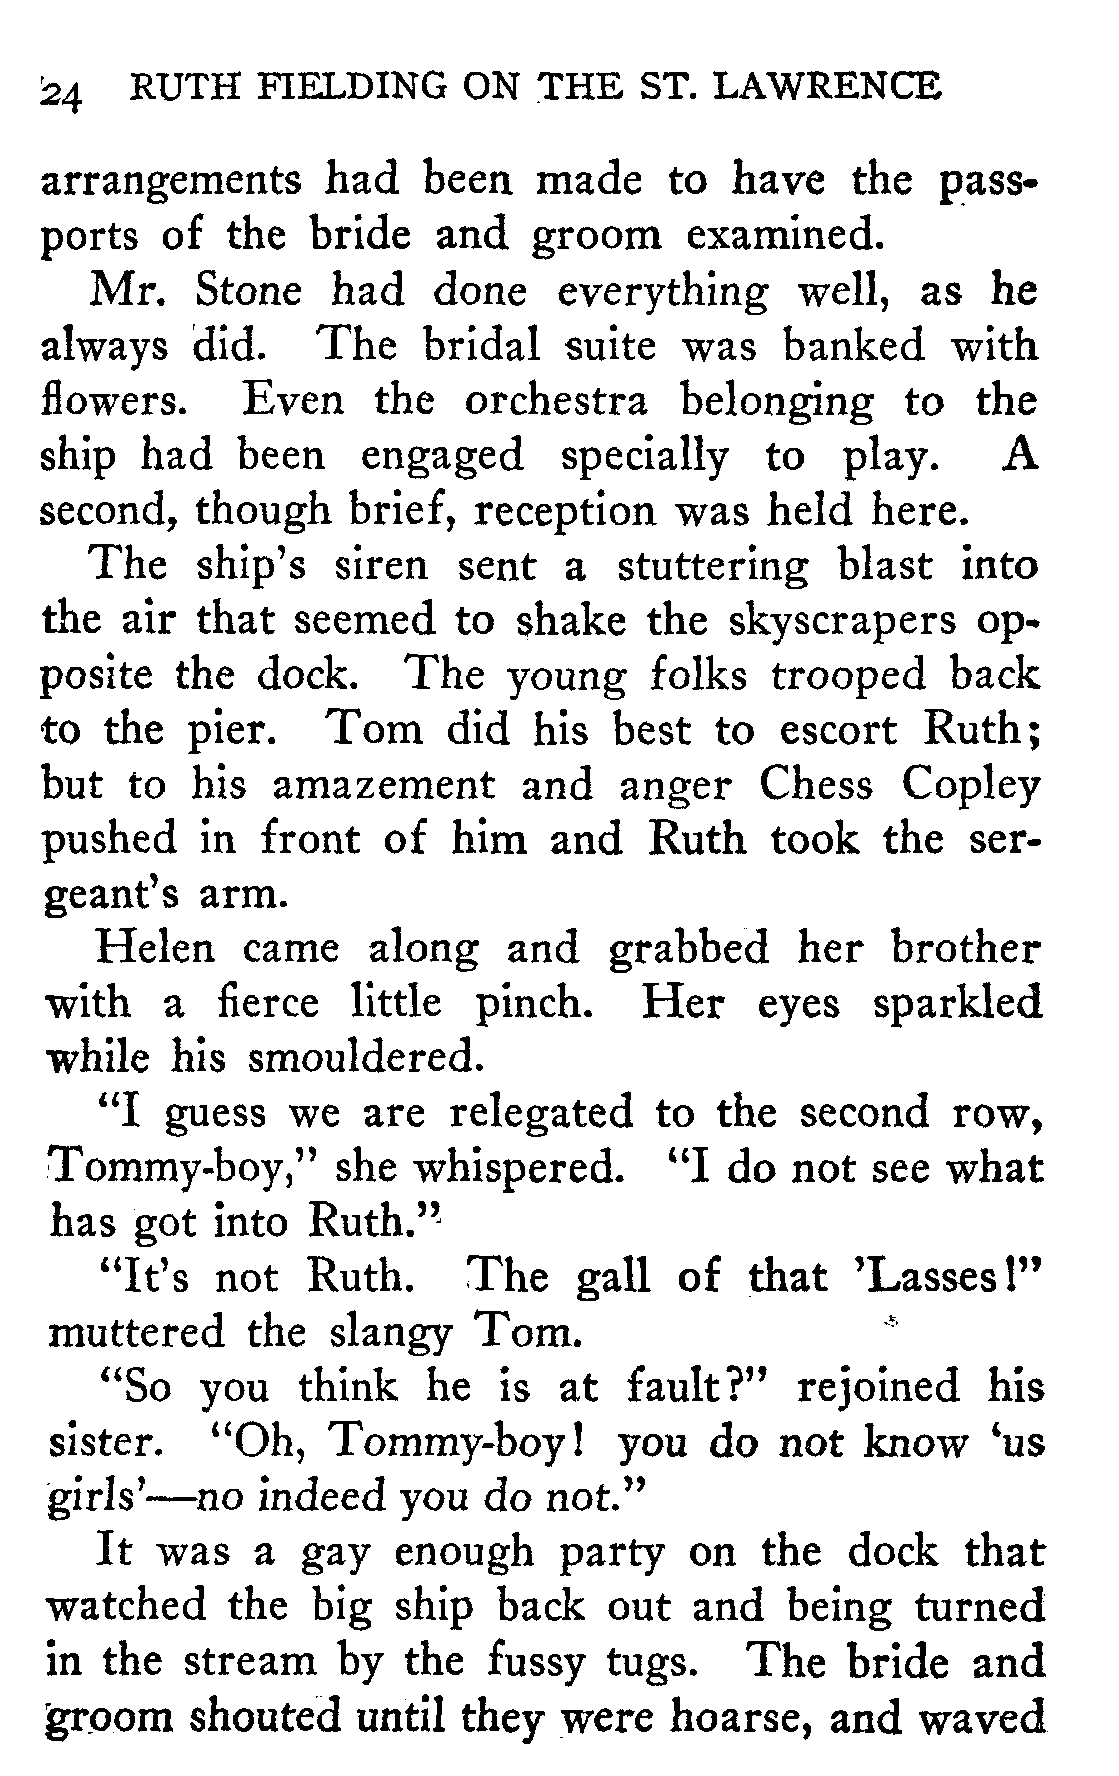 24 RUTH FIELDING ON THE ST. LAWRENCE
arrangements had been made to have the pass-
ports of the bride and groom examined.
Mr. Stone had done everything well, as he
always did. The bridal suite was banked with
flowers. Even the orchestra belonging to the
ship had been engaged specially to play. A
second, though brief, reception was held here.
The ship's siren sent a stuttering blast into
the air that seemed to shake the skyscrapers op-
posite the dock. The young folks trooped back
to the pier. Tom did his best to escort Ruth;
but to his amazement and anger Chess Copley
pushed in front of him and Ruth took the ser-
geant's arm.
Helen came along and grabbed her brother
with a fierce little pinch. Her eyes sparkled
while his smouldered.
"I guess we are relegated to the second row,
Tommy-boy," she whispered. "I do not see what
has got into Ruth."
"It's not Ruth. The gall of that 'Lasses!"
muttered the slangy Tom.
"So you think he is at fault?" rejoined his
sister. "Oh, Tommy-boy! you do not know 'us
girls'—no indeed you do not."
It was a gay enough party on the dock that
watched the big ship back out and being turned
in the stream by the fussy tugs. The bride and
groom shouted until they were hoarse, and waved